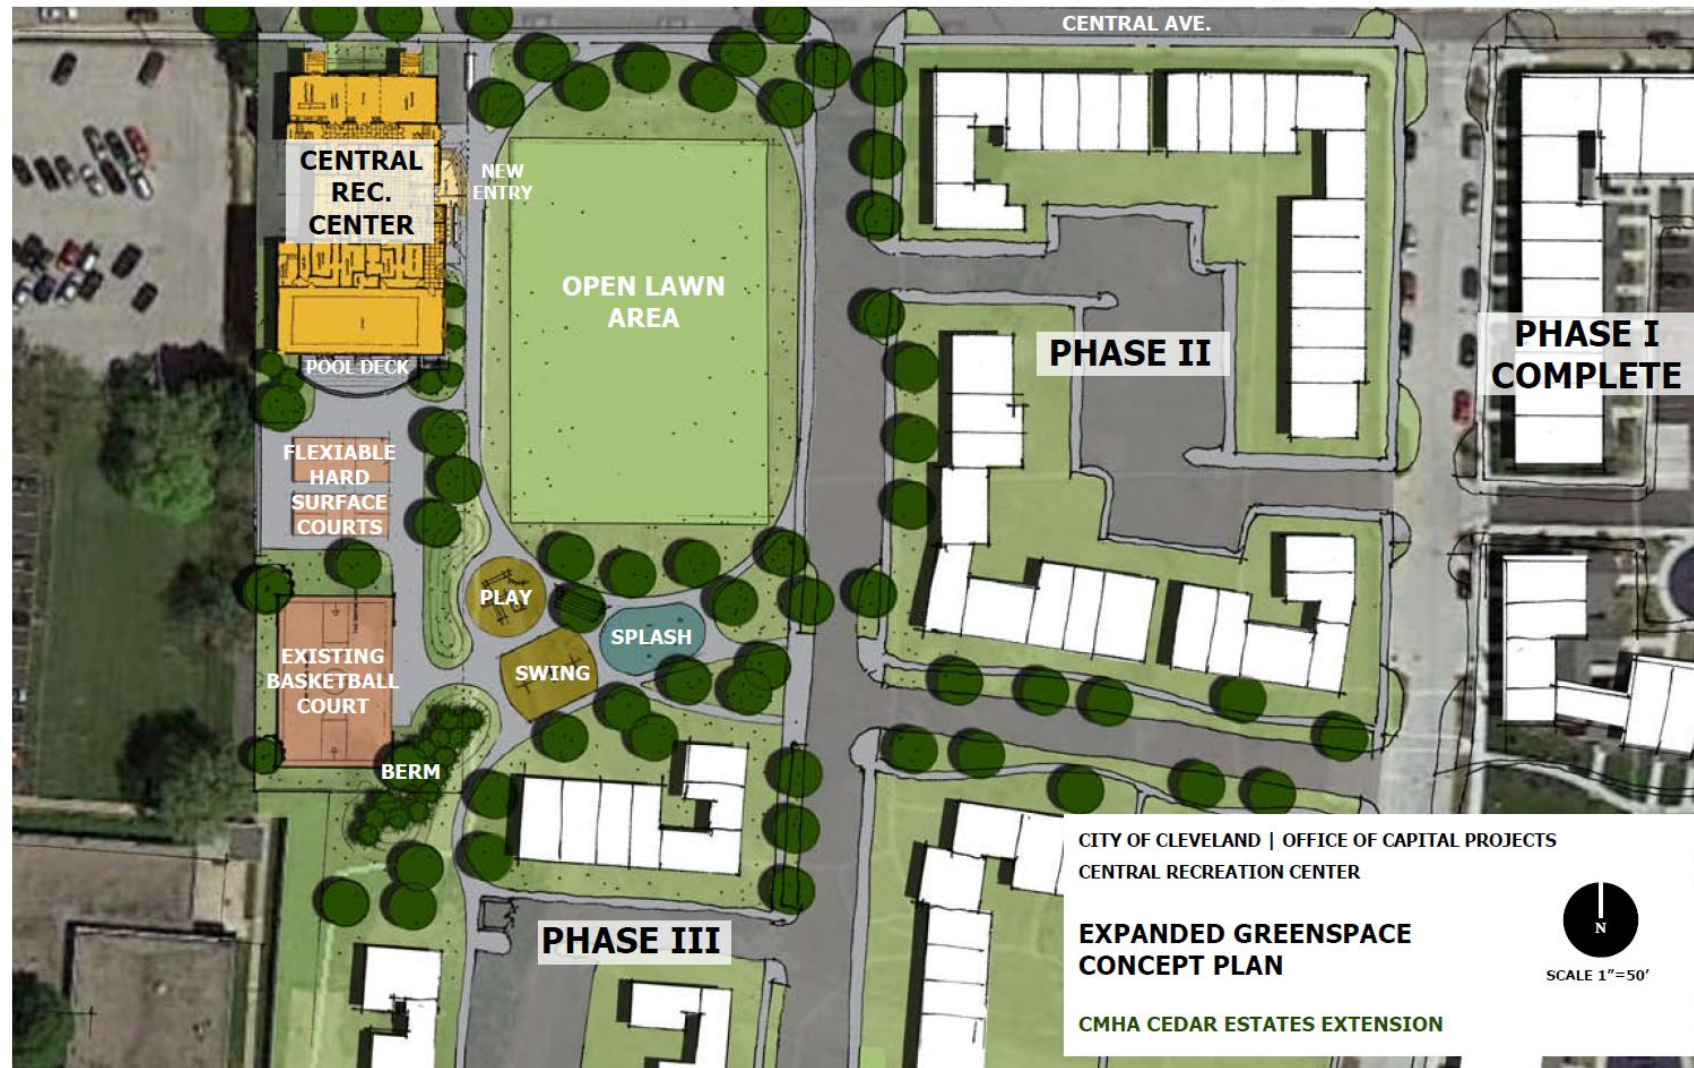 CENTRAL AVE.
CENTRAL
REC.
CENTER
NEW
ENTRY
OPEN LAWN
AREA
PHASE II
PHASE I
COMPLETE
POOL DECK
FLEXIABLE
HARD
SURFACE
COURTS
PLAY
SPLASH
SWING
EXISTING
BASKETBALL
COURT
BERM
PHASE III
CITY OF CLEVELAND | OFFICE OF CAPITAL PROJECTS
CENTRAL RECREATION CENTER
EXPANDED GREENSPACE
CONCEPT PLAN
CMHA CEDAR ESTATES EXTENSION
N
SCALE 1"=50'